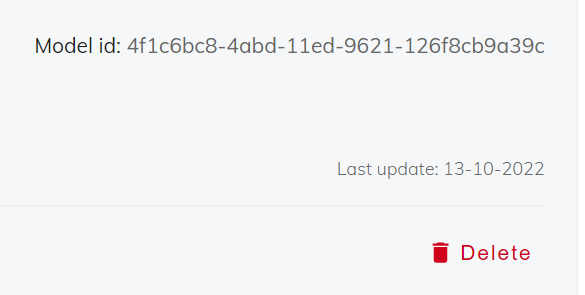 Model id: 4f1c6bc8-4abd-11ed-9621-126f8cb9a39c
Last update: 13-10-2022
Delete